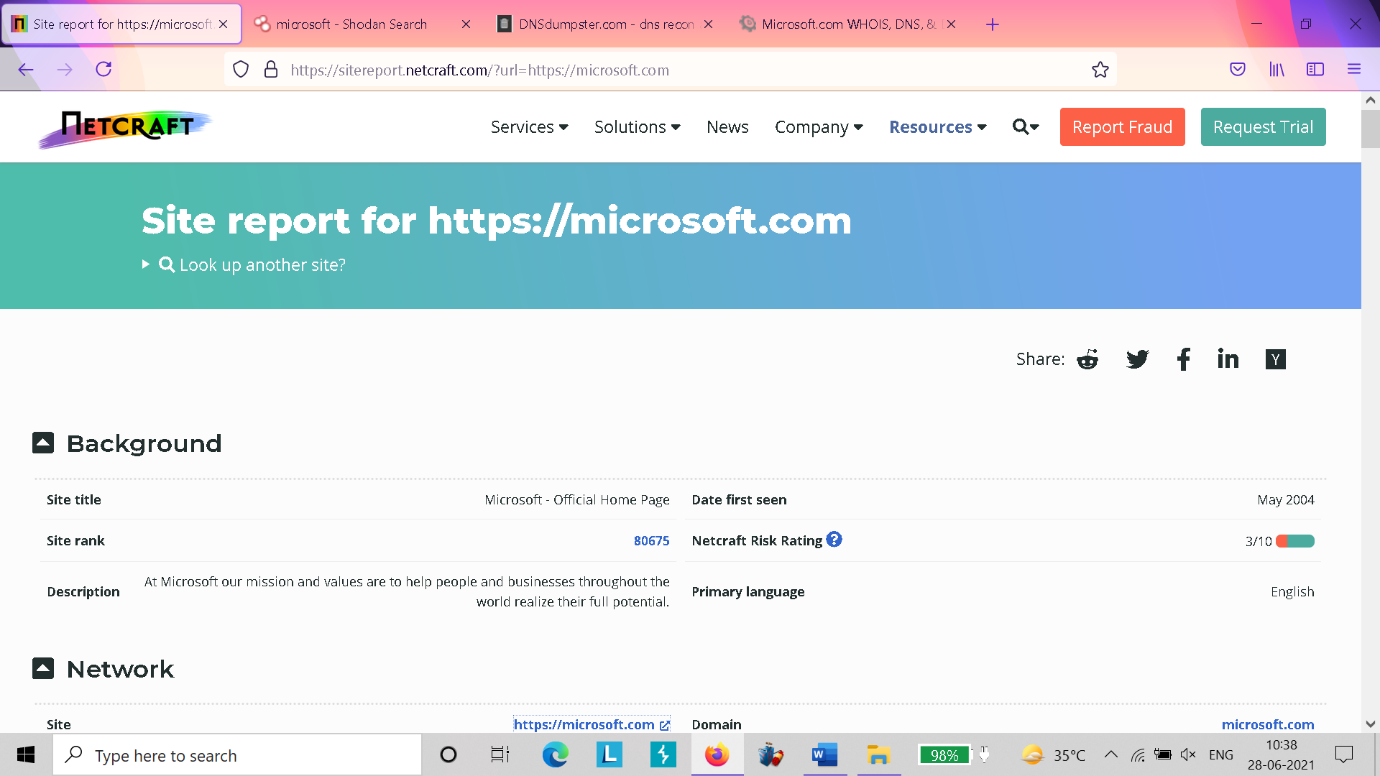 Site report for https://microsoft
microsoft - Shodan Search
DNSdumpster.com - dns recon
Microsoft.com WHOIS, DNS, &
https://sitereport.netcraft.com/?url=https://microsoft.com
NETCRAFT
Services
Solutions
News
Company
Resources
Report Fraud
Request Trial
Site report for https://microsoft.com
Look up another site?
Share:
Y
Background
Site title
Microsoft - Official Home Page
Date first seen
May 2004
Site rank
80675
Netcraft Risk Rating ?
3/10
Description
At Microsoft our mission and values are to help people and businesses throughout the
world realize their full potential.
Primary language
English
Network
Site
https://microsoft.com
Domain
microsoft.com
Type here to search
L
W
98%
35°C
ENG
10:38
28-06-2021